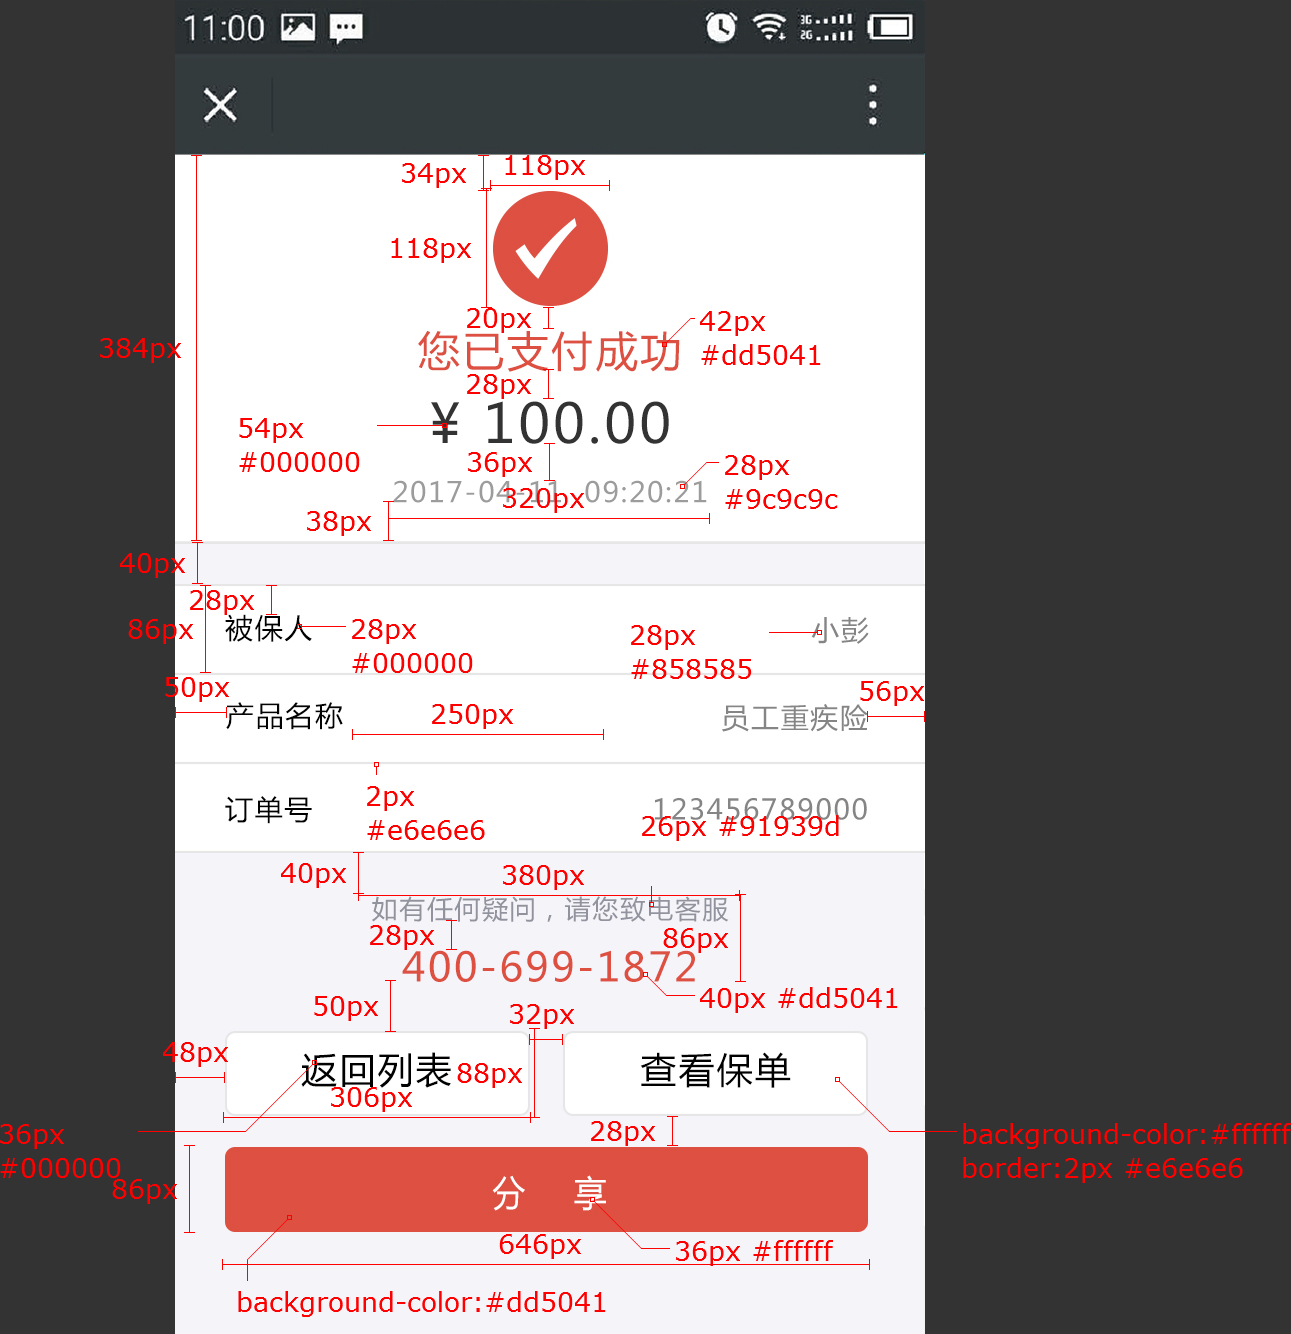 11:00
3G
2G
34px
118px
118px
20px
42px
#dd5041
您已支付成功
384px
28px
¥ 100.00
54px
#000000
36px
28px
#9c9c9c
2017-04-11 09:20:21
320px
38px
40px
28px
86px
被保人
28px
#000000
28px
#858585
小彭
50px
56px
产品名称
250px
员工重疾险
2px
#e6e6e6
订单号
123456789000
26px #91939d
40px
380px
如有任何疑问，请您致电客服
28px
86px
400-699-1872
40px #dd5041
50px
32px
48px
返回列表
88px
查看保单
306px
36px
#000000
28px
background-color:#ffffff
border:2px #e6e6e6
86px
分 享
646px
36px #ffffff
background-color:#dd5041